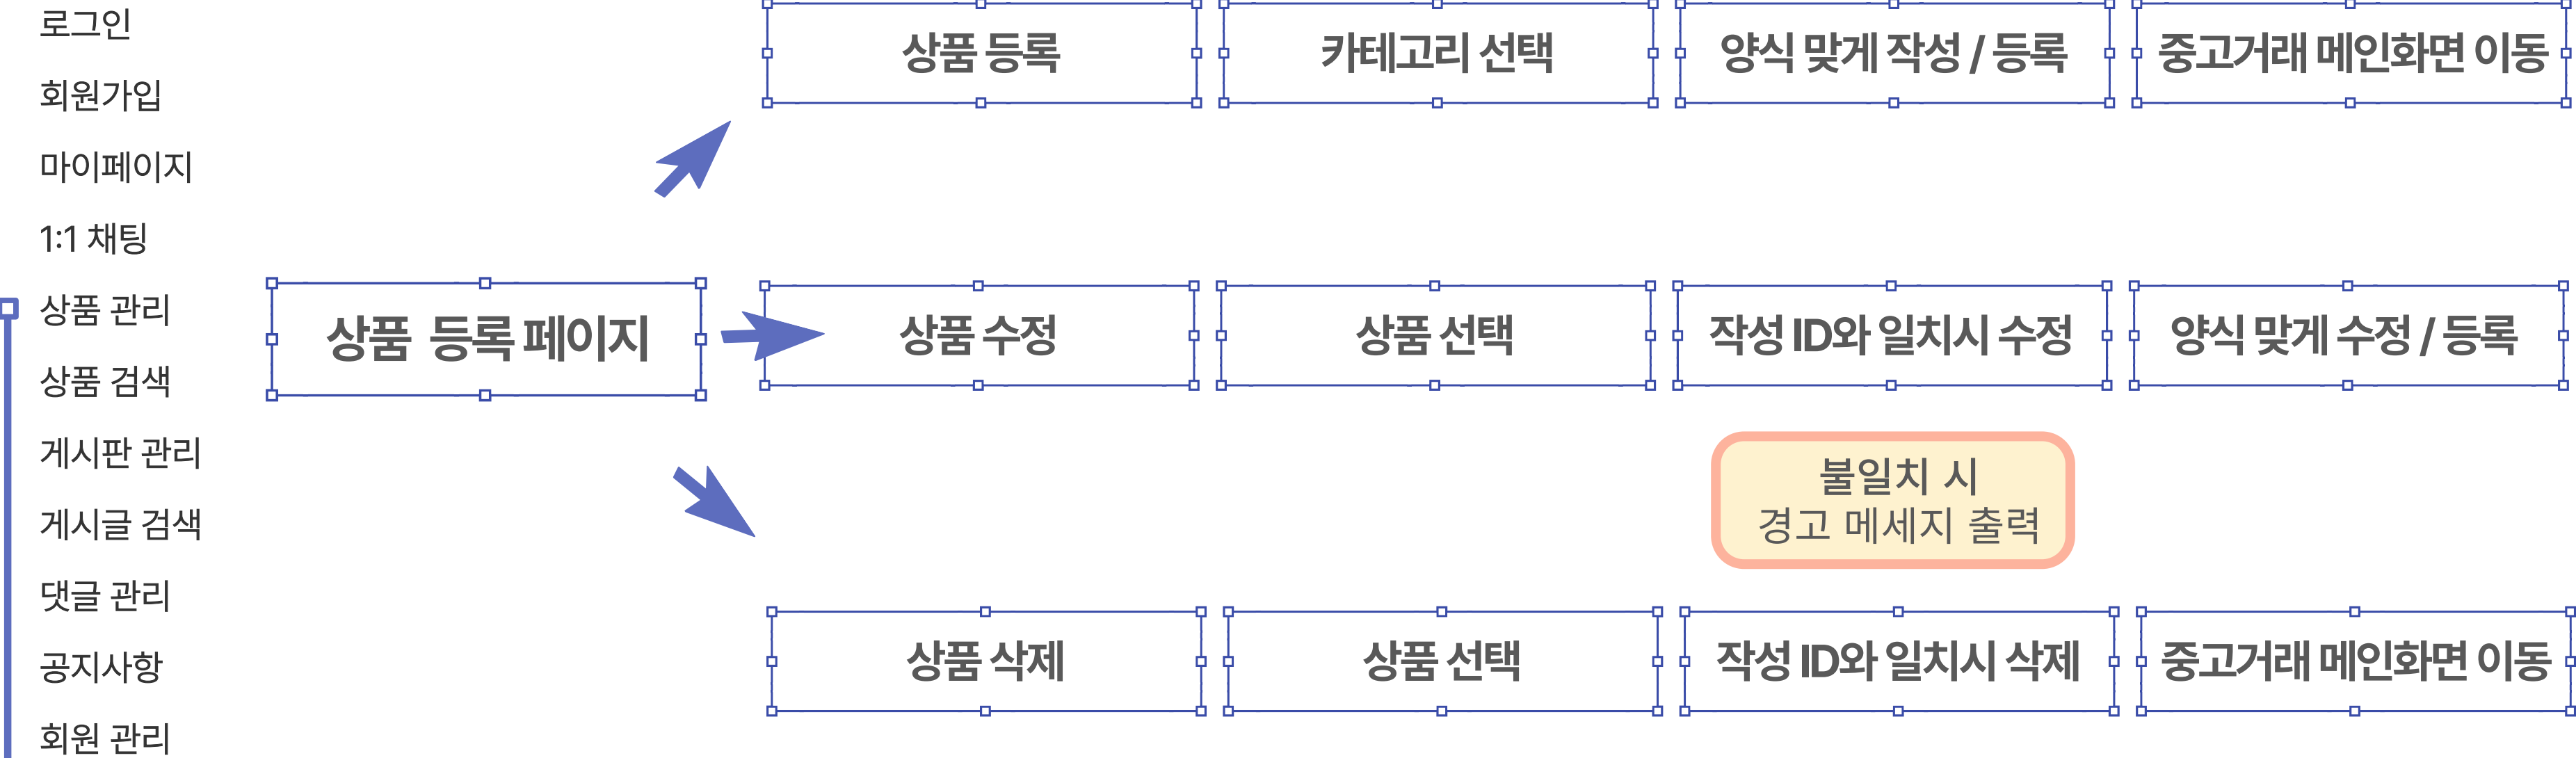 로그인
회원가입
마이페이지
1:1 채팅
상품 관리
상품 검색
게시판 관리
게시글 검색
댓글 관리
공지사항
회원 관리
상품 등록 페이지
상품 등록
카테고리 선택
양식 맞게 작성 / 등록
중고거래 메인화면 이동
상품 수정
상품 선택
작성 ID와 일치시 수정
양식 맞게 수정 / 등록
불일치 시
경고 메세지 출력
상품 삭제
상품 선택
작성 ID와 일치시 삭제
중고거래 메인화면 이동